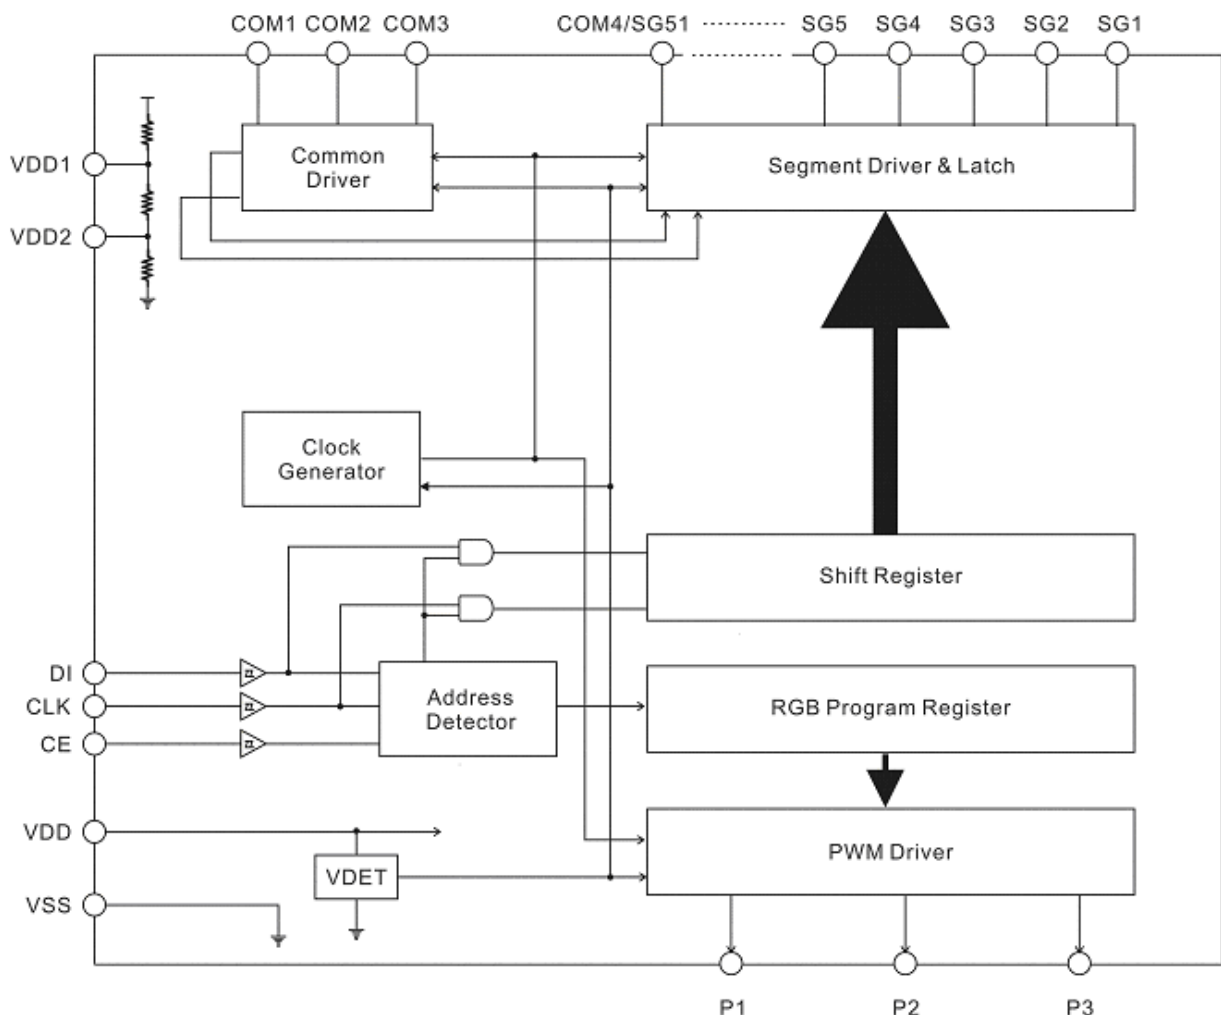 COM1 COM2 COM3 COM4/SG51 SG5 SG4 SG3 SG2 SG1
VDD1
Common
Driver
Segment Driver & Latch
VDD2
Clock
Generator
Shift Register
DI
CLK
CE
Address
Detector
RGB Program Register
VDD
VDET
PWM Driver
VSS
P1 P2 P3